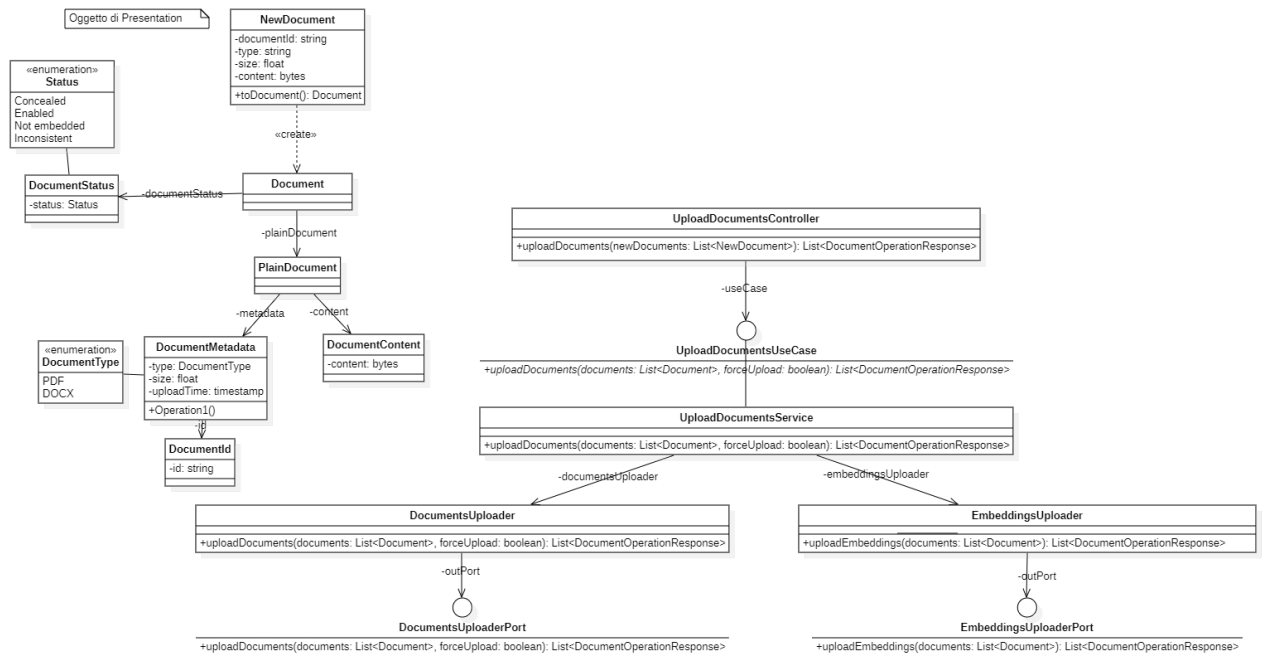 Oggetto di Presentation
NewDocument
-documentId: string
-type: string
-size: float
-content: bytes
+toDocument(): Document
«enumeration»
Status
Concealed
Enabled
Not embedded
Inconsistent
«create»
DocumentStatus
-status: Status
-documentStatus
Document
-plainDocument
PlainDocument
-metadata
-content
«enumeration»
DocumentType
PDF
DOCX
DocumentMetadata
-type: DocumentType
-size: float
-uploadTime: timestamp
+Operation1()
DocumentContent
-content: bytes
-id
DocumentId
-id: string
UploadDocumentsController
+uploadDocuments(newDocuments: List<NewDocument>): List<DocumentOperationResponse>
-useCase
UploadDocumentsUseCase
+uploadDocuments(documents: List<Document>, forceUpload: boolean): List<DocumentOperationResponse>
UploadDocumentsService
+uploadDocuments(documents: List<Document>, forceUpload: boolean): List<DocumentOperationResponse>
-documentsUploader
-embeddingsUploader
DocumentsUploader
+uploadDocuments(documents: List<Document>, forceUpload: boolean): List<DocumentOperationResponse>
EmbeddingsUploader
+uploadEmbeddings(documents: List<Document>): List<DocumentOperationResponse>
-outPort
-outPort
DocumentsUploaderPort
+uploadDocuments(documents: List<Document>, forceUpload: boolean): List<DocumentOperationResponse>
EmbeddingsUploaderPort
+uploadEmbeddings(documents: List<Document>): List<DocumentOperationResponse>